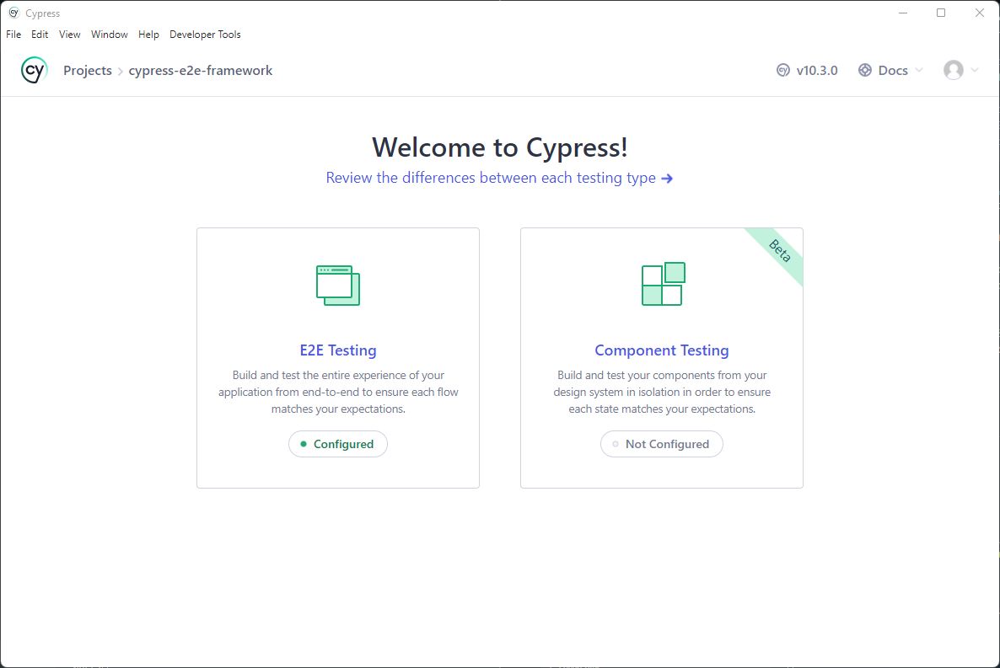 Cypress
File Edit View Window Help Developer Tools
cy Projects cypress-e2e-framework cy v10.3.0 Docs
Welcome to Cypress!
Review the differences between each testing type →
Beta
E2E Testing
Build and test the entire experience of your
application from end-to-end to ensure each flow
matches your expectations.
Configured
Component Testing
Build and test your components from your
design system in isolation in order to ensure
each state matches your expectations.
Not Configured